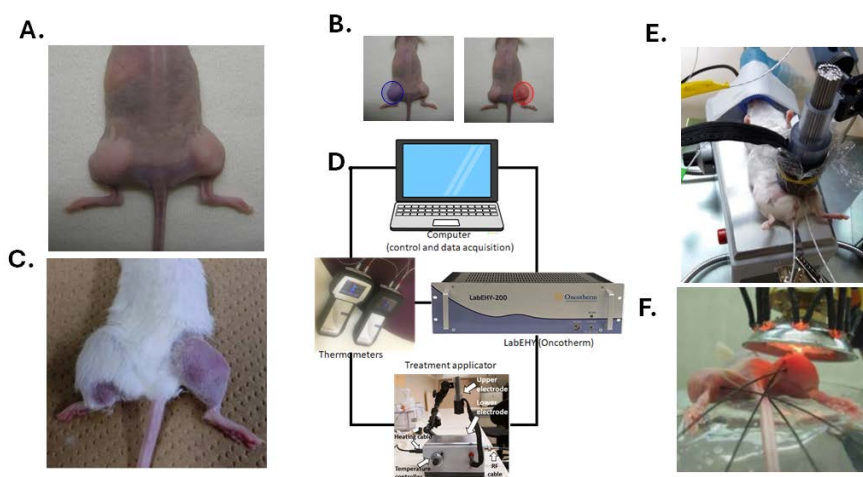 A.
B.
E.
D
Computer
(control and data acquisition)
C.
LabEHY-200
Oncotherm
F.
Thermometers
LabEHY (Oncotherm)
Treatment applicator
Upper
electrode
Lower
electrode
Heating cable
Temperature
controller
RF
cable